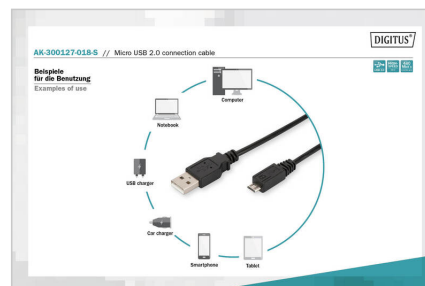 DIGITUS®
AK-300127-018-S // Micro USB 2.0 connection cable
Beispiele
für die Benutzung
Examples of use
Computer
Notebook
USB charger
Car charger
Smartphone
Tablet